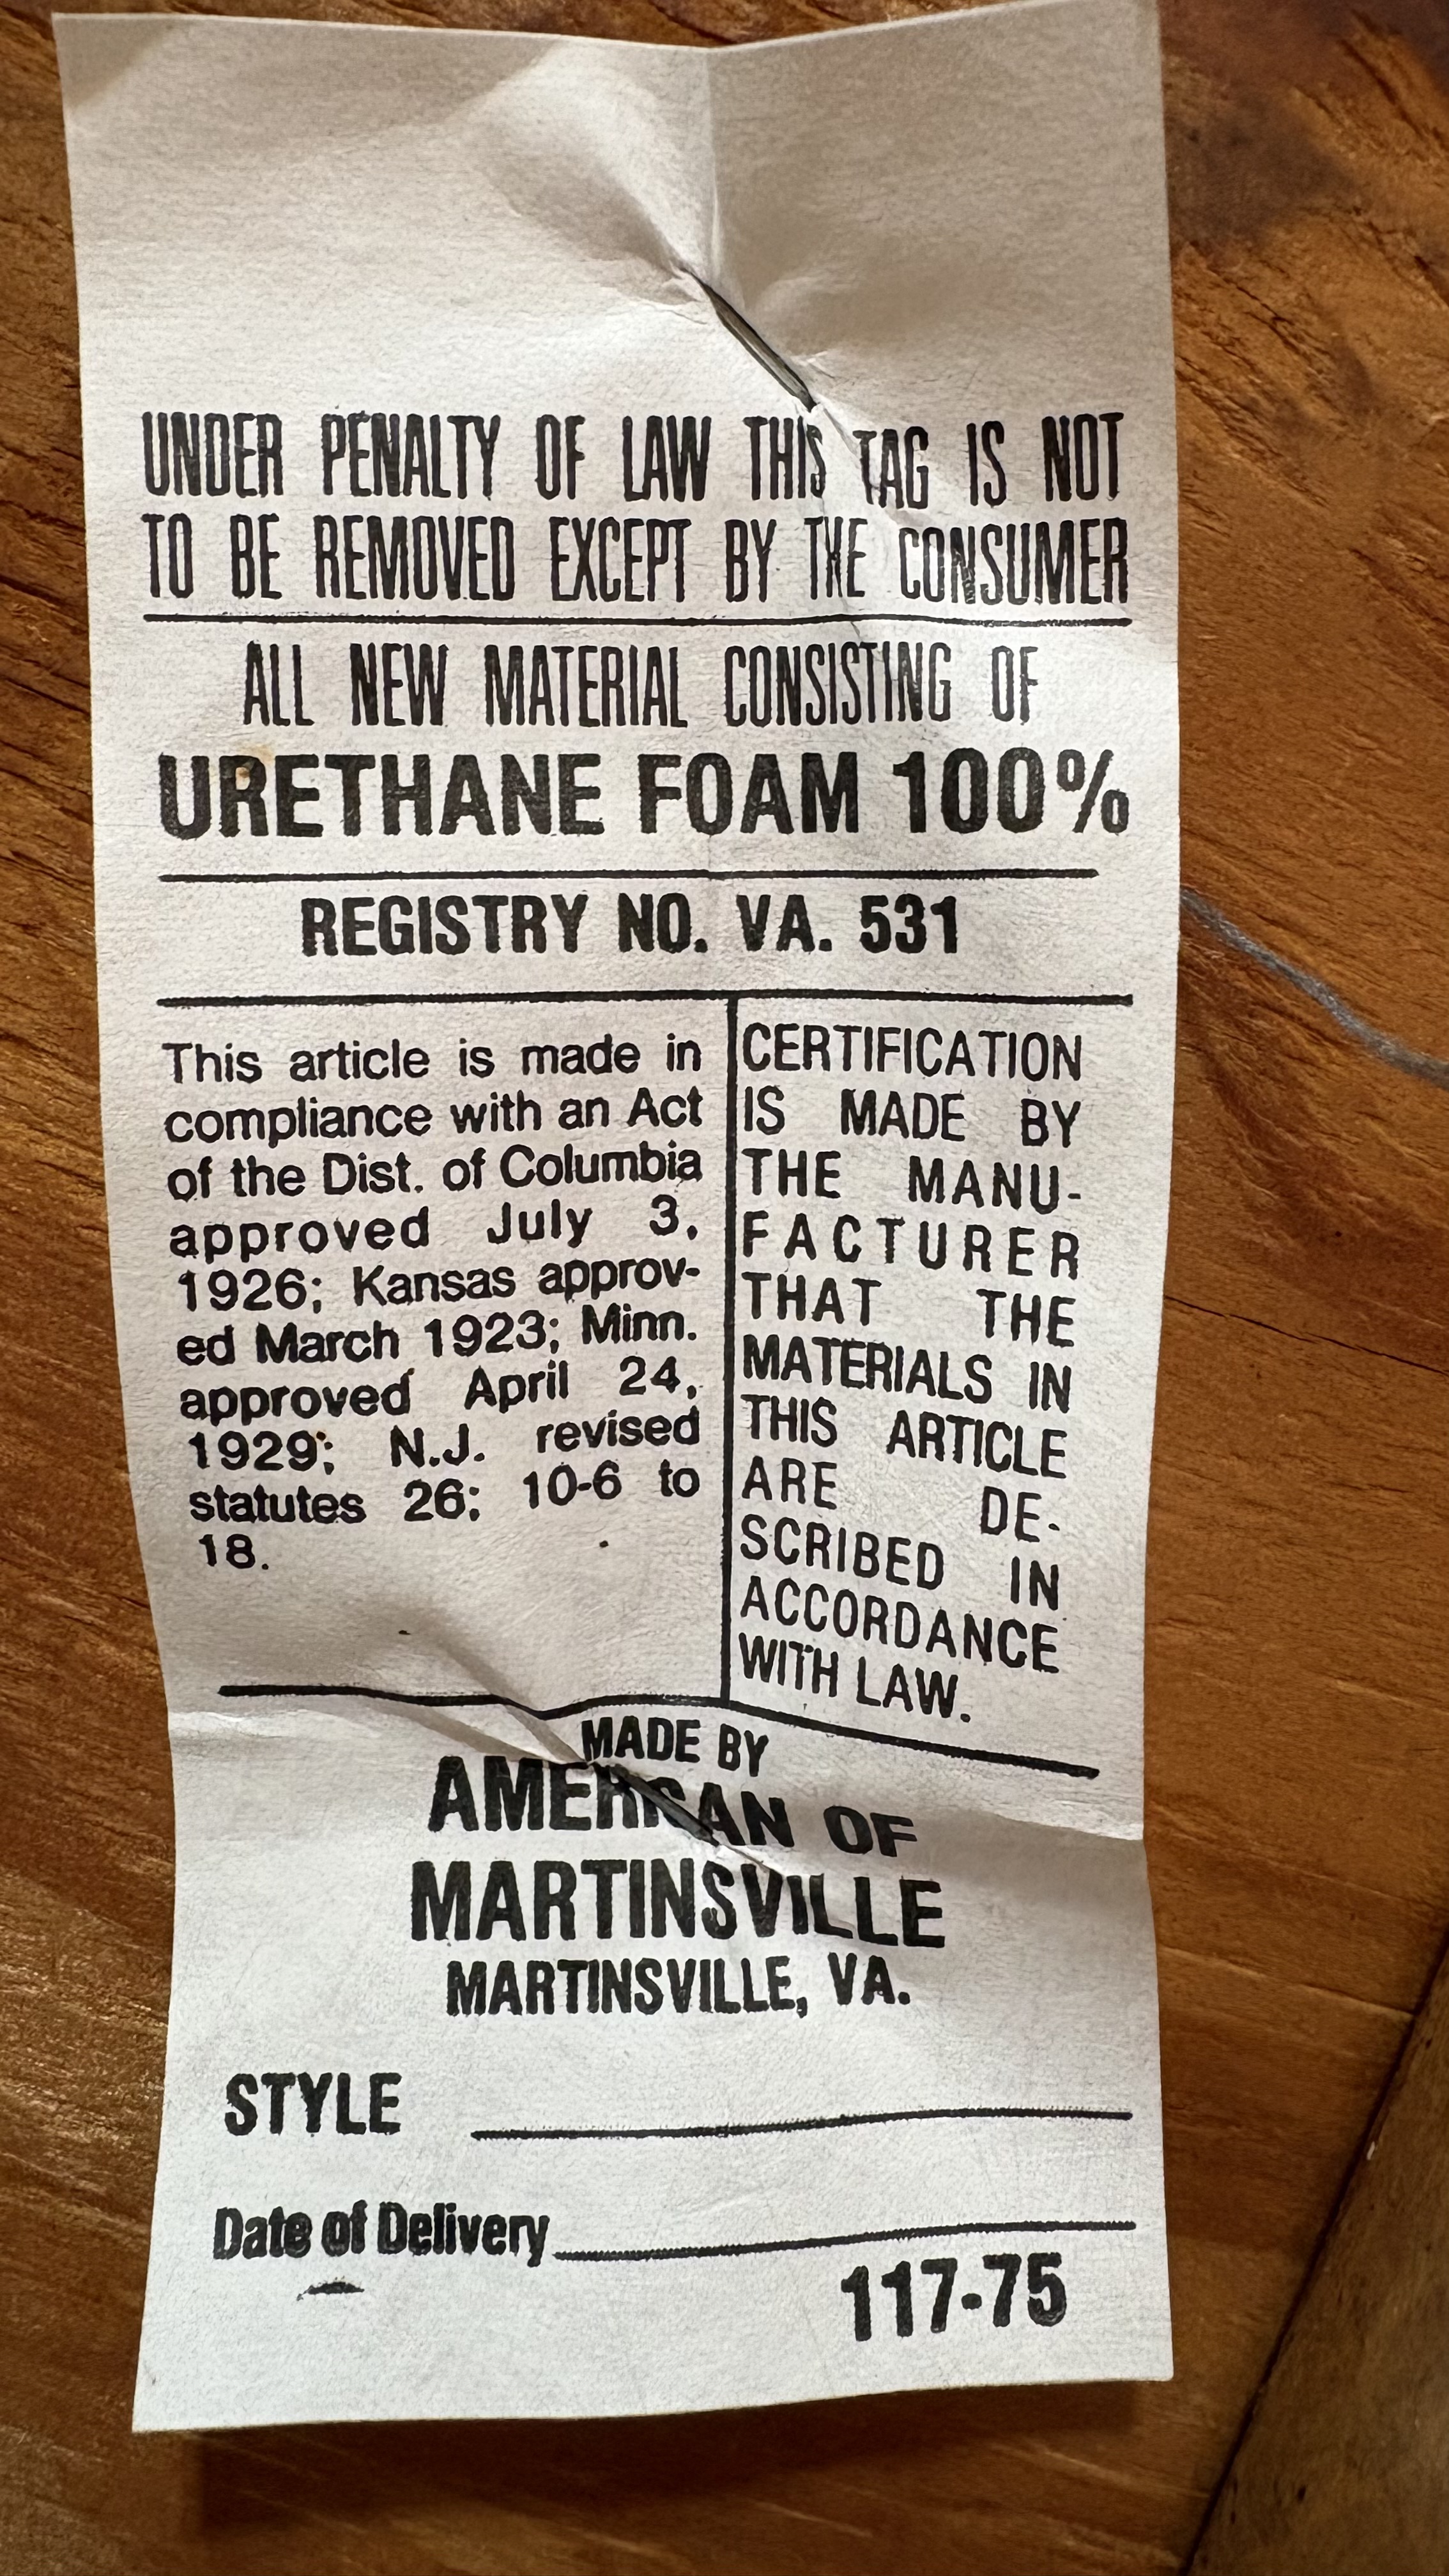 UNDER PENALTY OF LAW THIS TAG IS NOT
TO BE REMOVED EXCEPT BY THE CONSUMER
ALL NEW MATERIAL CONSISTING OF
URETHANE FOAM 100%
REGISTRY NO. VA. 531
This article is made in
compliance with an Act
of the Dist. of Columbia
approved July 3,
1926; Kansas approv-
ed March 1923; Minn.
approved April 24,
1929; N.J. revised
statutes 26; 10-6 to
18.
CERTIFICATION
IS MADE BY
THE MANU-
FACTURER
THAT THE
MATERIALS IN
THIS ARTICLE
ARE DE-
SCRIBED IN
ACCORDANCE
WITH LAW.
MADE BY
AMERICAN OF
MARTINSVILLE
MARTINSVILLE, VA.
STYLE
Date of Delivery
117-75